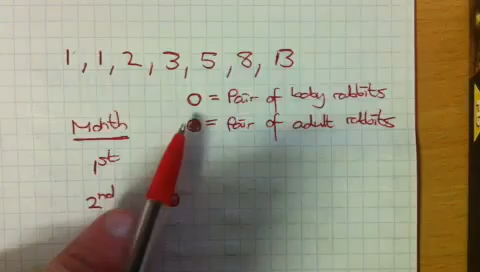 1, 1, 2, 3, 5, 8, 13
= Pair of baby rabbits
= Pair of adult rabbits
Month
1st
2nd